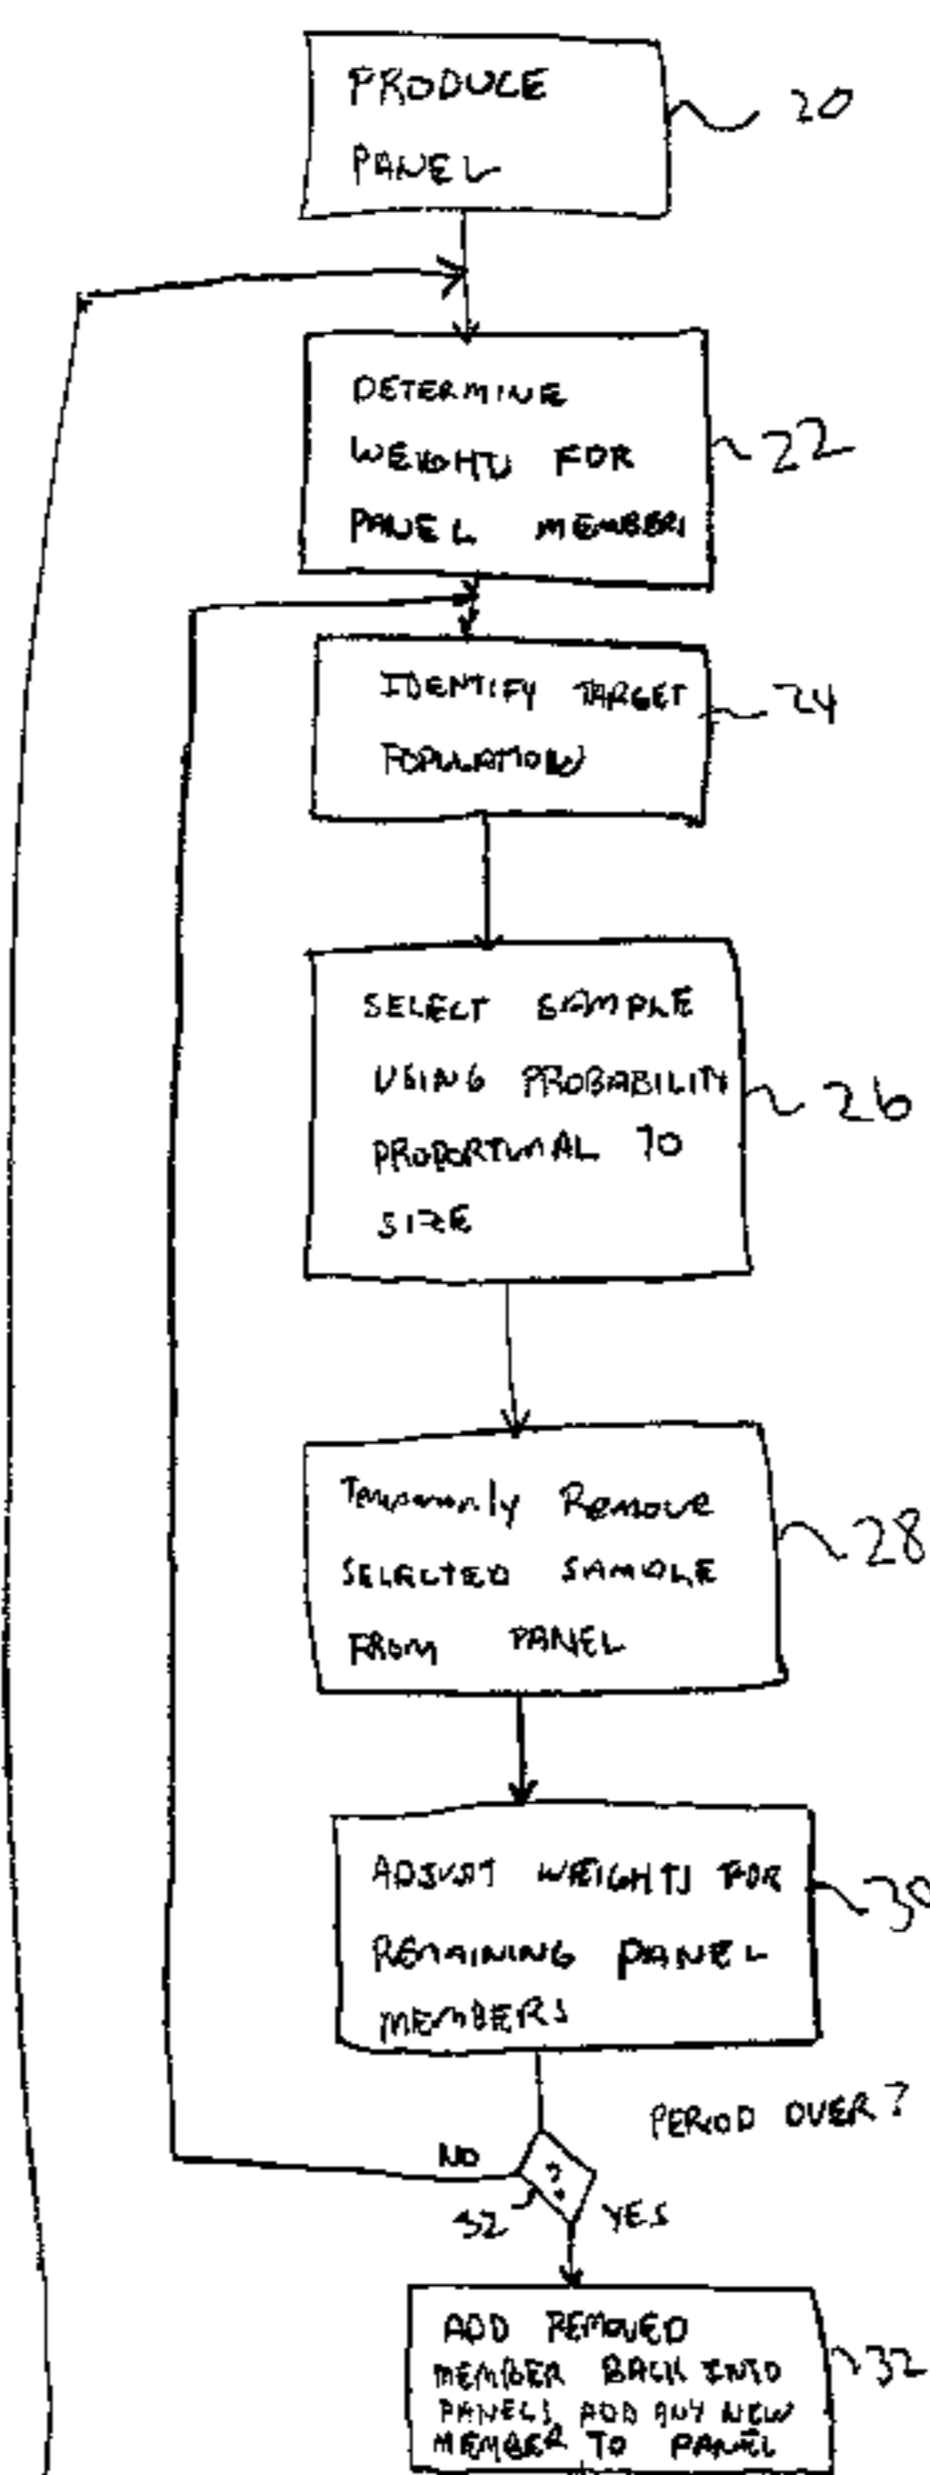 PRODUCE
PANEL
20
DETERMINE
WEIGHTS FOR
PANEL MEMBERS
22
IDENTIFY TARGET
POPULATION
24
SELECT SAMPLE
USING PROBABILITY
PROPORTIONAL TO
SIZE
26
Temporarily Remove
SELECTED SAMPLE
FROM PANEL
28
ADJUST WEIGHTS FOR
REMAINING PANEL
MEMBERS
30
PERIOD OVER?
NO
?
32
YES
ADD REMOVED
MEMBER BACK INTO
PANELS ADD ANY NEW
MEMBER TO PANEL
32